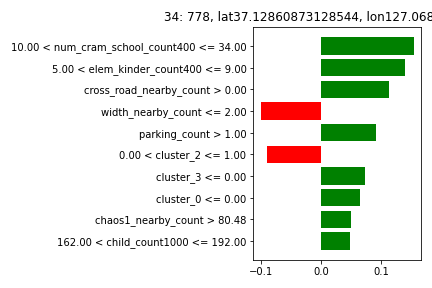 34: 778, lat37.12860873128544, lon127.068
10.00 < num_cram_school_count400 <= 34.00
5.00 < elem_kinder_count400 <= 9.00
cross_road_nearby_count > 0.00
width_nearby_count <= 2.00
parking_count > 1.00
0.00 < cluster_2 <= 1.00
cluster_3 <= 0.00
cluster_0 <= 0.00
chaos1_nearby_count > 80.48
162.00 < child_count1000 <= 192.00
−0.1 0.0 0.1